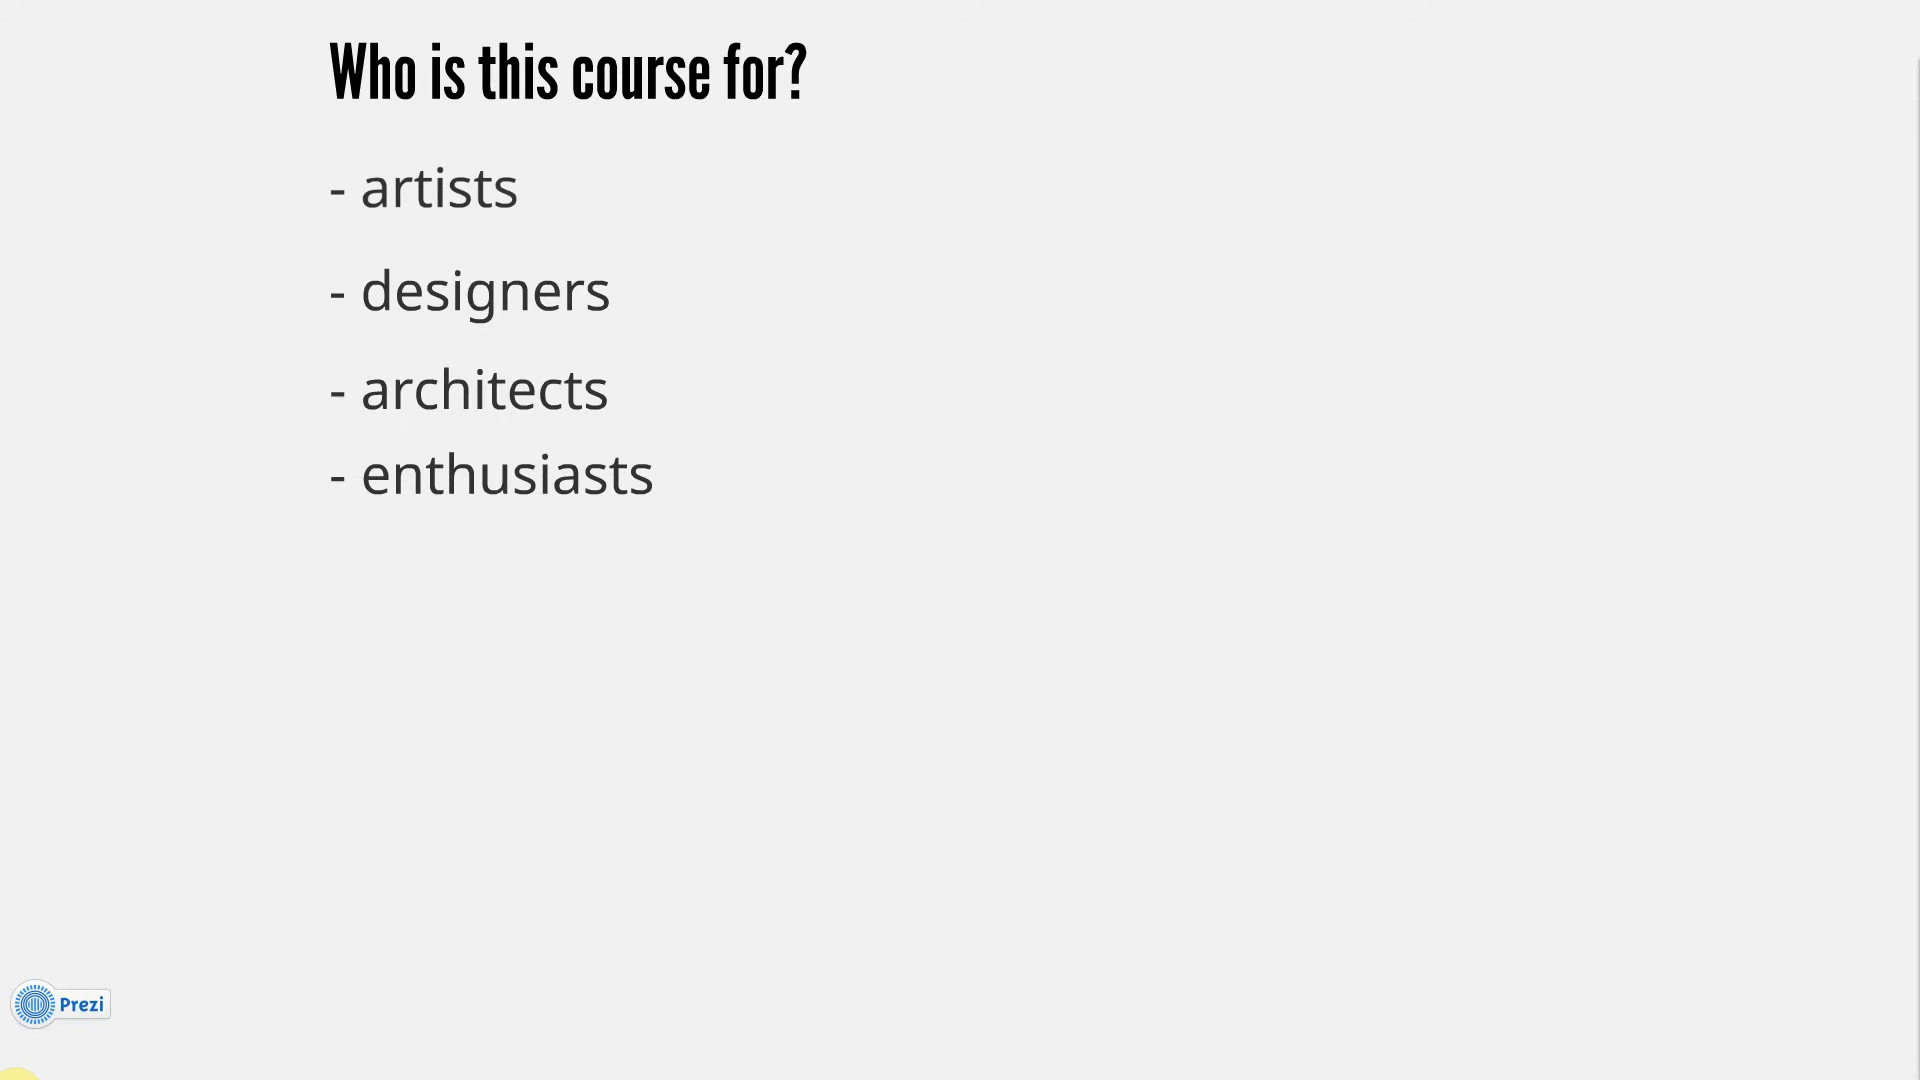 Who is this course for?
- artists
- designers
- architects
- enthusiasts
Prezi